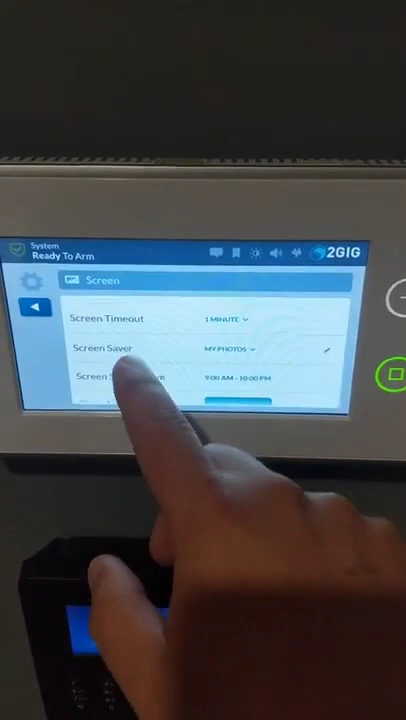 System
Ready To Arm
2GIG
Screen
Screen Timeout
1 MINUTE
Screen Saver
MY PHOTOS
Screen
9:00 AM - 10:00 PM